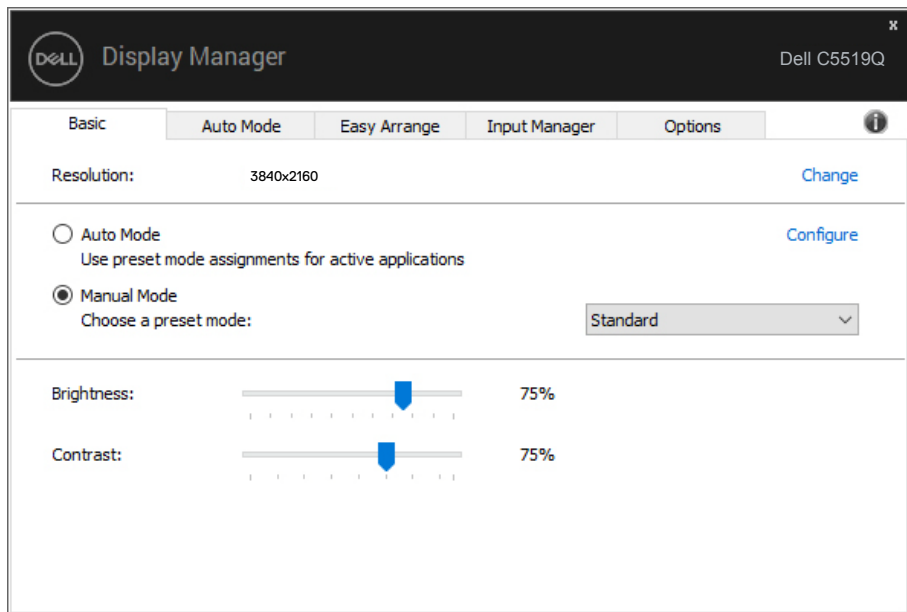 x
DELL Display Manager Dell C5519Q
Basic Auto Mode Easy Arrange Input Manager Options i
Resolution: 3840x2160 Change
Auto Mode Configure
Use preset mode assignments for active applications
Manual Mode
Choose a preset mode: Standard
Brightness: 75%
Contrast: 75%